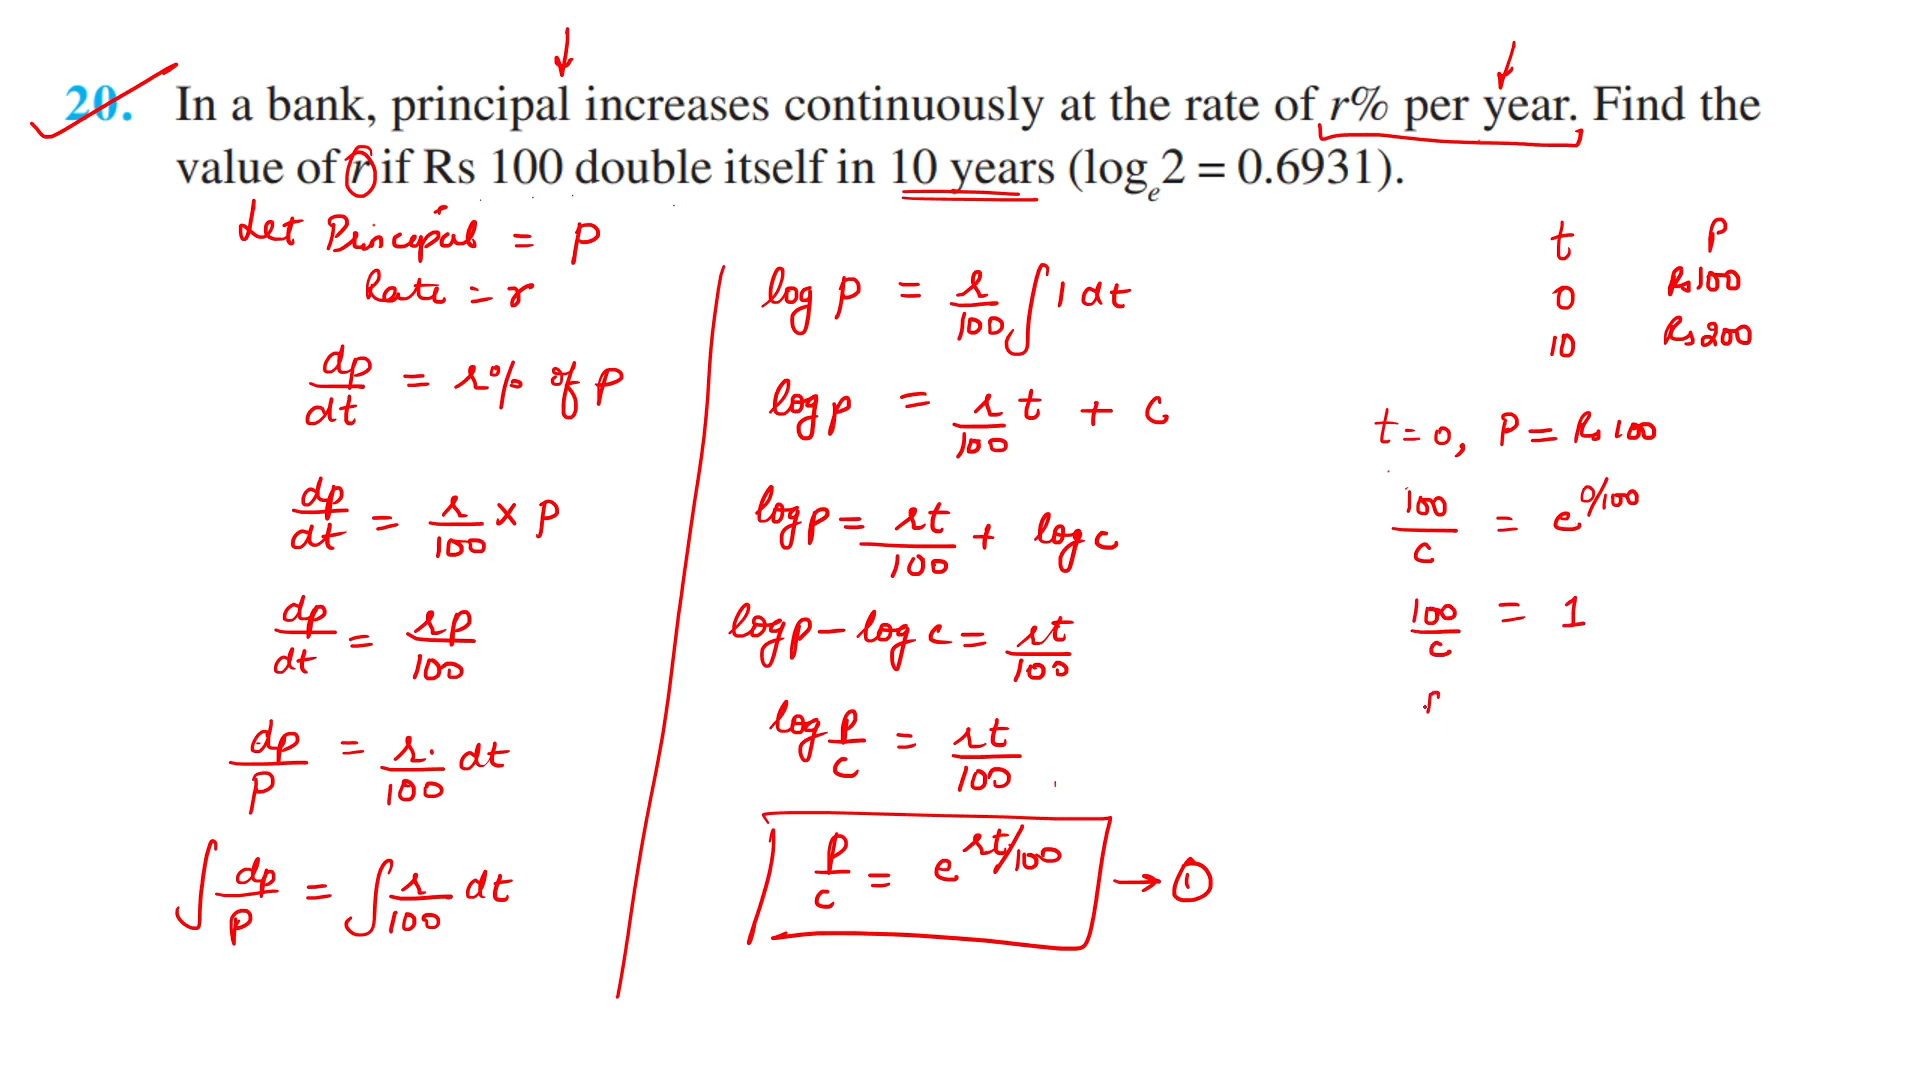 20. In a bank, principal increases continuously at the rate of r% per year. Find the
value of r if Rs 100 double itself in 10 years (logₑ2 = 0.6931).
Let Principal = P
Rate = r
dp/dt = r% of P
dp/dt = r/100 × P
dp/dt = rP/100
dp/P = r/100 . dt
∫ dp/P = ∫ r/100 dt
log P = r/100 ∫ 1 dt
log P = r/100 t + C
log P = rt/100 + log C
log P - log C = rt/100
log P/C = rt/100
P/C = e^rt/100 → ①
t P
0 Rs 100
10 Rs 200
t = 0, P = Rs 100
100/C = e^0/100
100/C = 1